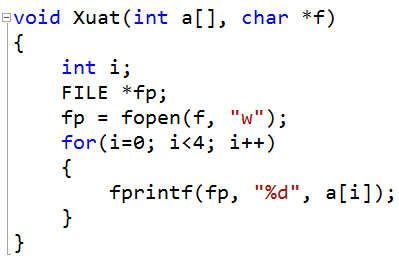 void Xuat(int a[], char *f)
{
    int i;
    FILE *fp;
    fp = fopen(f, "w");
    for(i=0; i<4; i++)
    {
        fprintf(fp, "%d", a[i]);
    }
}